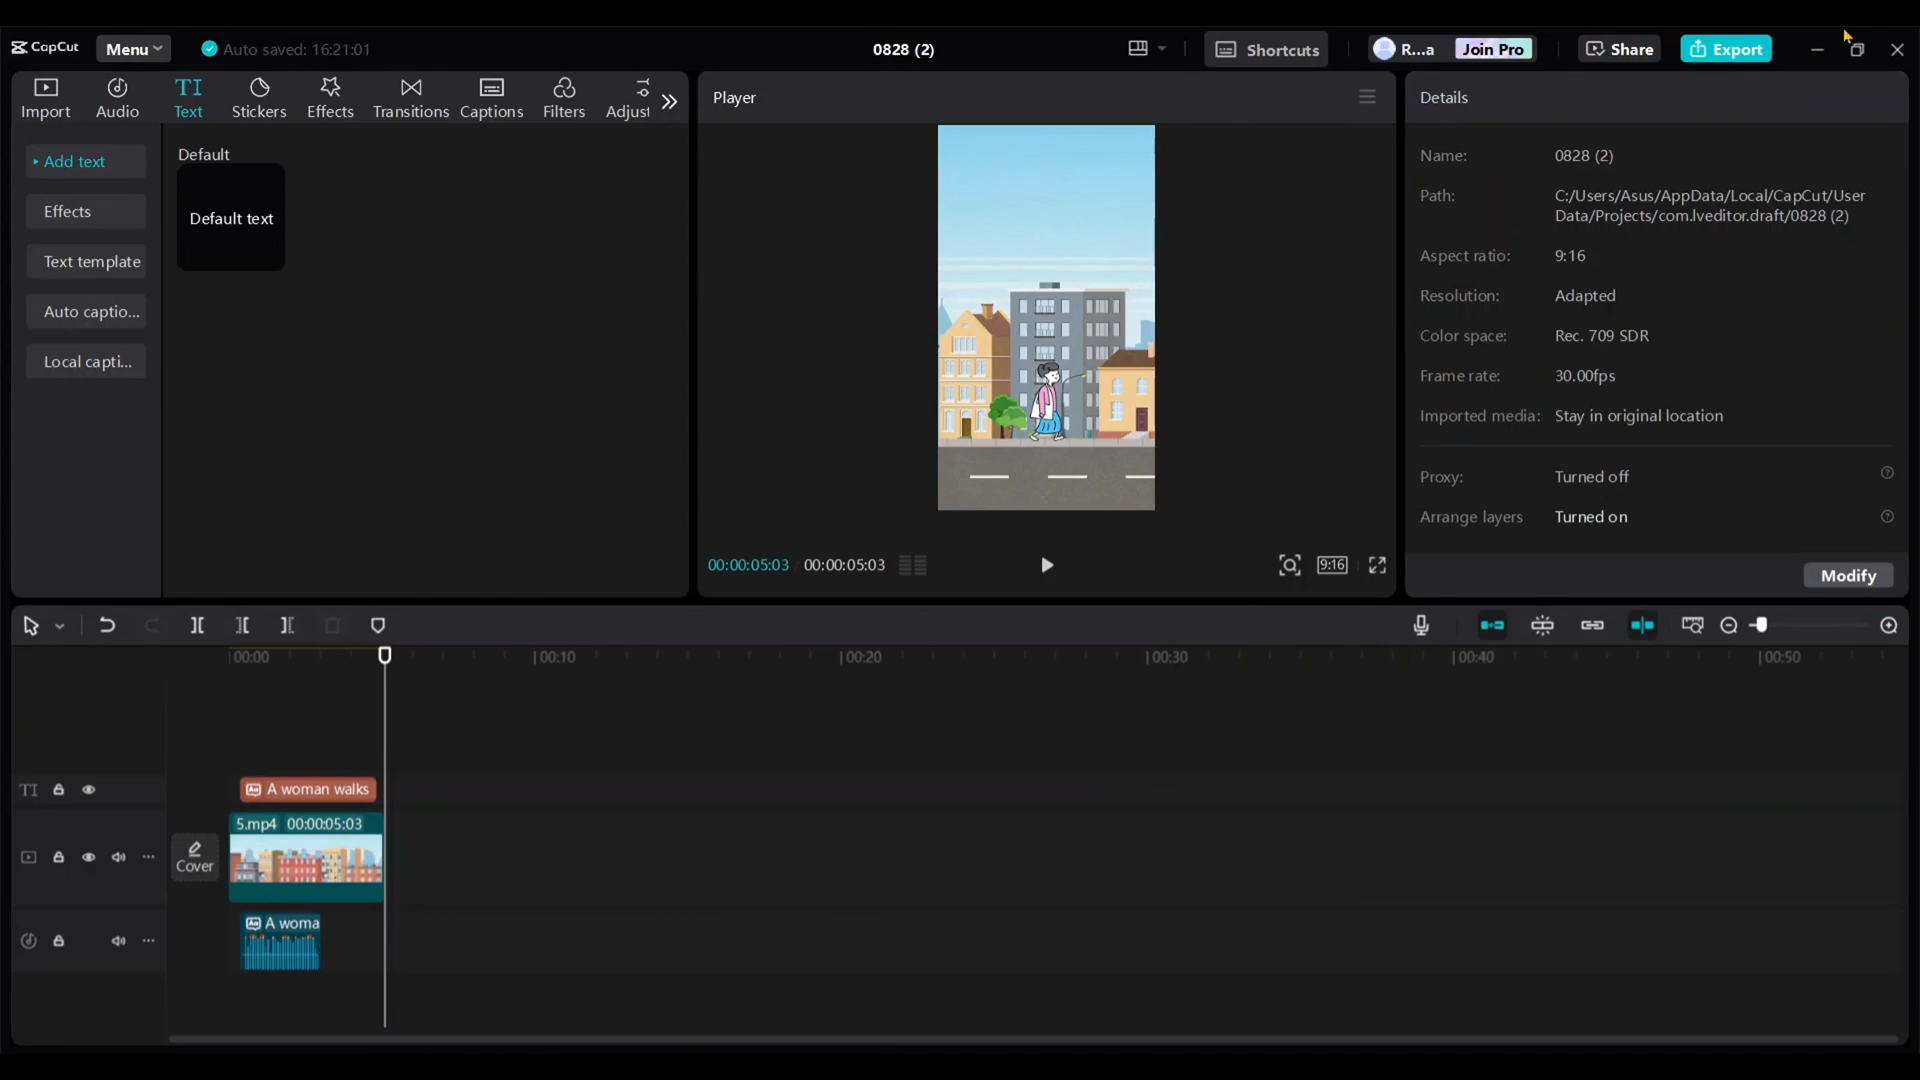 CapCut
Menu
Auto saved: 16:21:01
0828 (2)
Shortcuts
R...a
Join Pro
Share
Export
Import
Audio
TI
Text
Stickers
Effects
Transitions
Captions
Filters
Adjust
Add text
Effects
Text template
Auto captio...
Local capti...
Default
Default text
Player
00:00:05:03
00:00:05:03
9:16
Details
Name: 0828 (2)
Path: C:/Users/Asus/AppData/Local/CapCut/User
Data/Projects/com.lveditor.draft/0828 (2)
Aspect ratio: 9:16
Resolution: Adapted
Color space: Rec. 709 SDR
Frame rate: 30.00fps
Imported media: Stay in original location
Proxy: Turned off
Arrange layers Turned on
Modify
00:00
00:10
00:20
00:30
00:40
00:50
TI
A woman walks
5.mp4 00:00:05:03
Cover
A woma